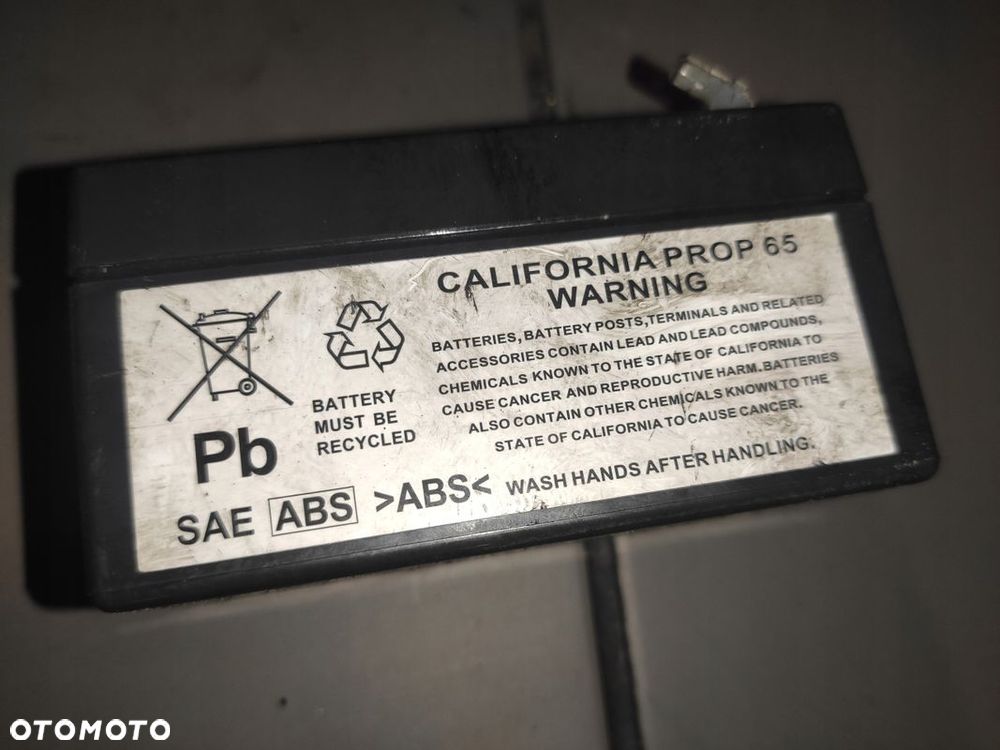 CALIFORNIA PROP 65
WARNING
BATTERIES, BATTERY POSTS, TERMINALS AND RELATED
ACCESSORIES CONTAIN LEAD AND LEAD COMPOUNDS,
CHEMICALS KNOWN TO THE STATE OF CALIFORNIA TO
CAUSE CANCER AND REPRODUCTIVE HARM. BATTERIES
ALSO CONTAIN OTHER CHEMICALS KNOWN TO THE
STATE OF CALIFORNIA TO CAUSE CANCER.
BATTERY
MUST BE
RECYCLED
Pb
SAE ABS >ABS< WASH HANDS AFTER HANDLING.
OTOMOTO